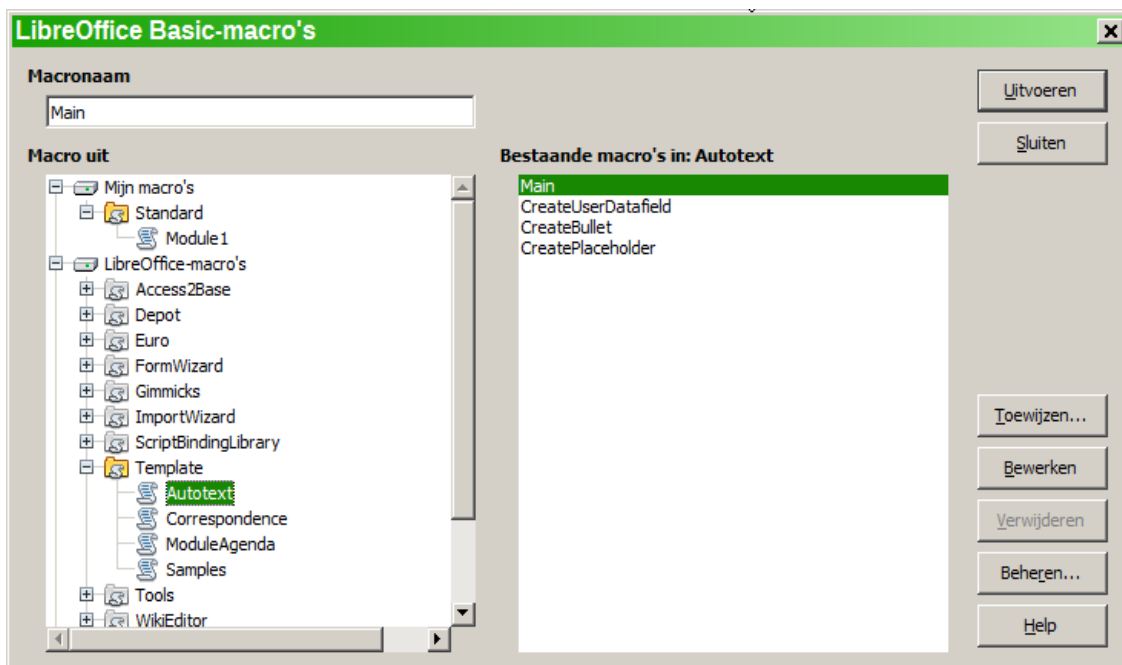 LibreOffice Basic-macro's
Macronaam
Main
Macro uit
Mijn macro's
Standard
Module1
LibreOffice-macro's
Access2Base
Depot
Euro
FormWizard
Gimmicks
ImportWizard
ScriptBindingLibrary
Template
Autotext
Correspondence
ModuleAgenda
Samples
Tools
WikiEditor
Bestaande macro's in: Autotext
Main
CreateUserDatafield
CreateBullet
CreatePlaceholder
Uitvoeren
Sluiten
Toewijzen...
Bewerken
Verwijderen
Beheren...
Help